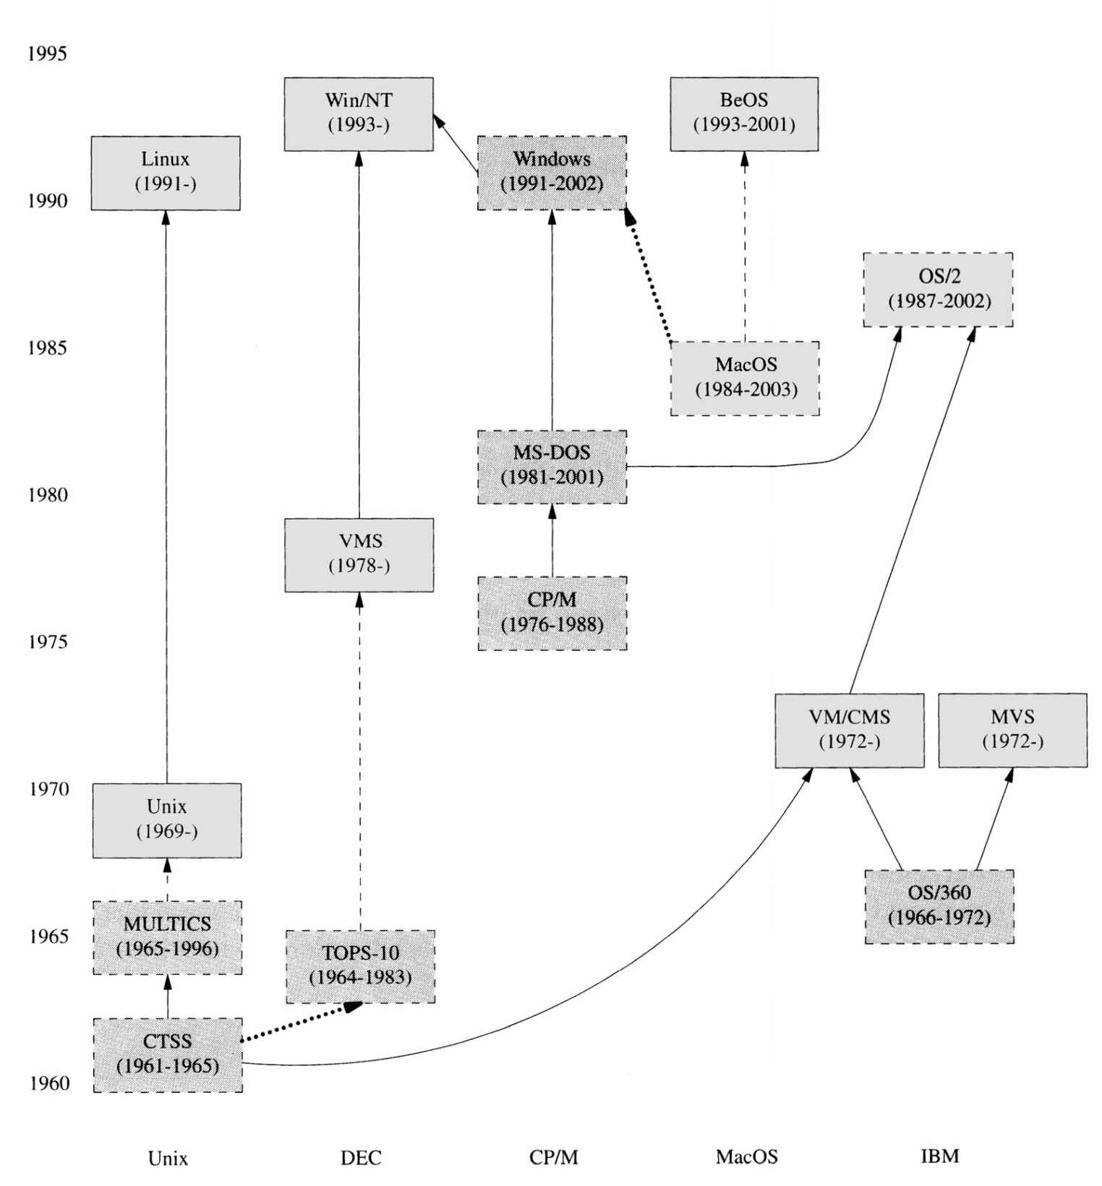 1995
Win/NT
(1993-)
BeOS
(1993-2001)
Linux
(1991-)
Windows
(1991-2002)
1990
OS/2
(1987-2002)
1985
MacOS
(1984-2003)
MS-DOS
(1981-2001)
1980
VMS
(1978-)
CP/M
(1976-1988)
1975
VM/CMS
(1972-)
MVS
(1972-)
1970
Unix
(1969-)
OS/360
(1966-1972)
MULTICS
(1965-1996)
1965
TOPS-10
(1964-1983)
CTSS
(1961-1965)
1960
Unix
DEC
CP/M
MacOS
IBM